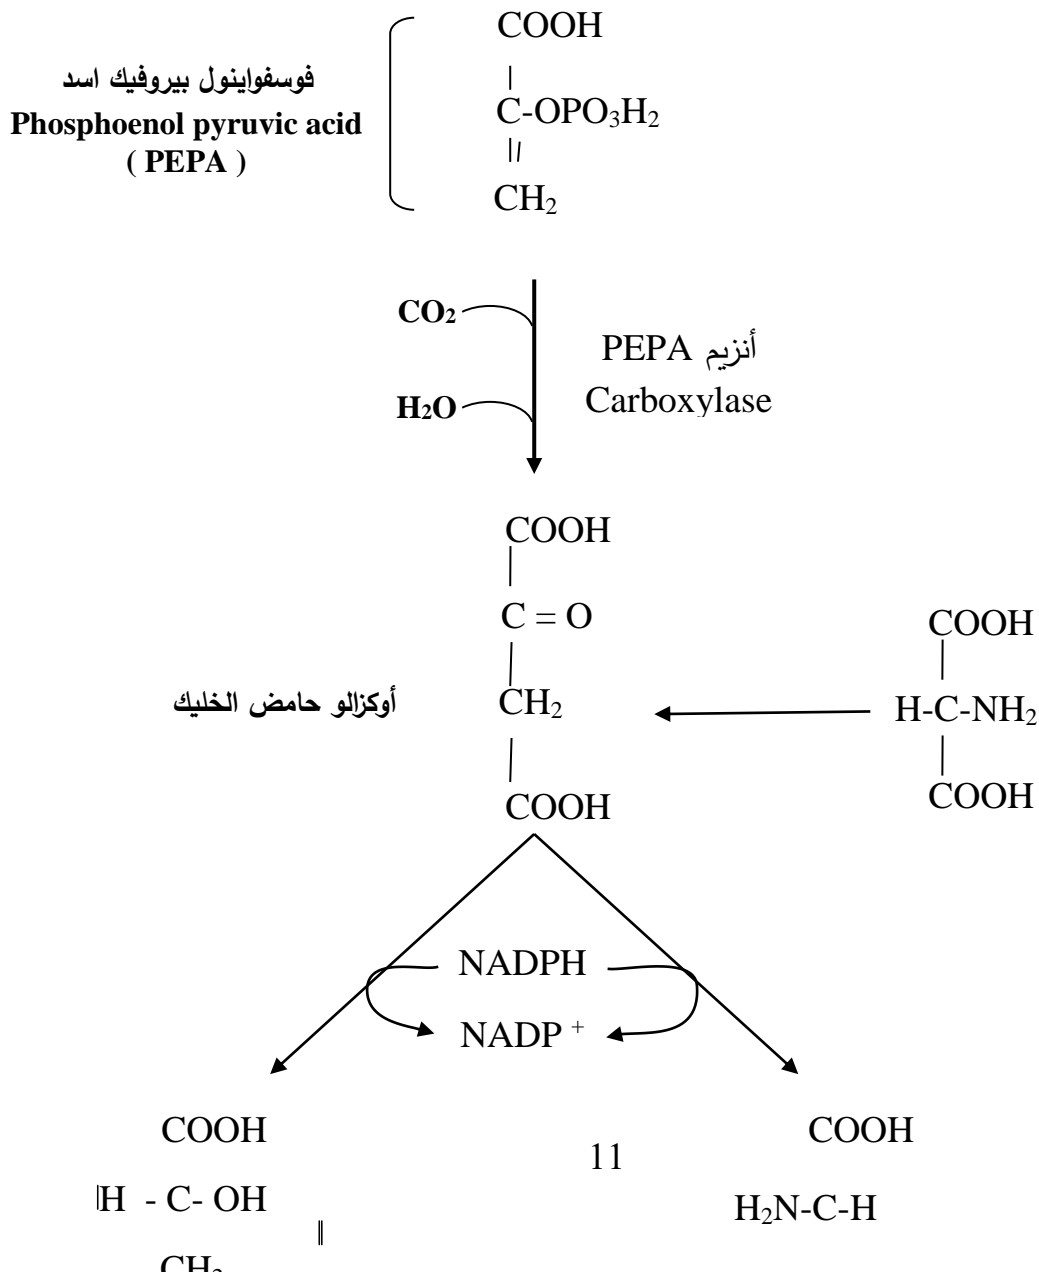 COOH
فوسفواينول بيروفيك اسد
Phosphoenol pyruvic acid
( PEPA )
C-OPO₃H₂
CH₂
CO₂
H₂O
أنزيم PEPA
Carboxylase
COOH
C = O
أوكزالو حامض الخليك
CH₂
COOH
COOH
H-C-NH₂
COOH
NADPH
NADP ⁺
COOH
H - C- OH
CH₂
11
COOH
H₂N-C-H